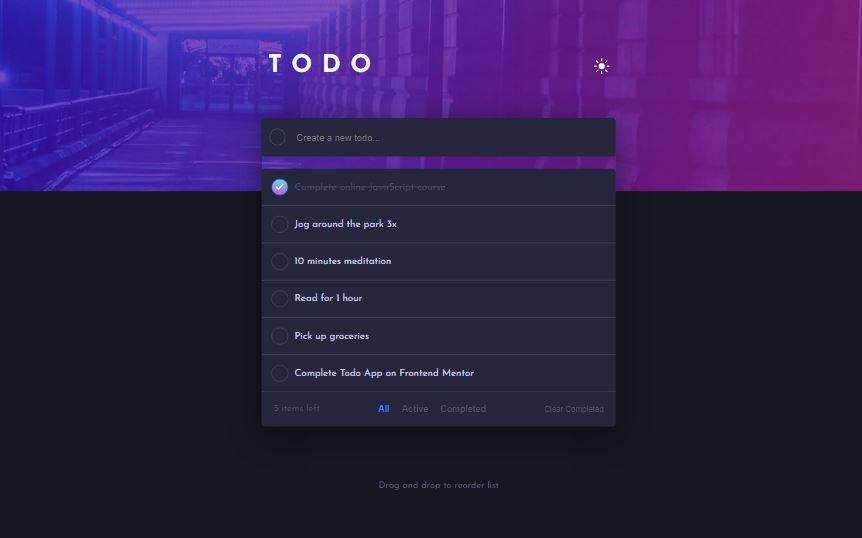 TODO
Create a new todo...
Complete online JavaScript course
Jog around the park 3x
10 minutes meditation
Read for 1 hour
Pick up groceries
Complete Todo App on Frontend Mentor
5 items left All Active Completed Clear Completed
Drag and drop to reorder list